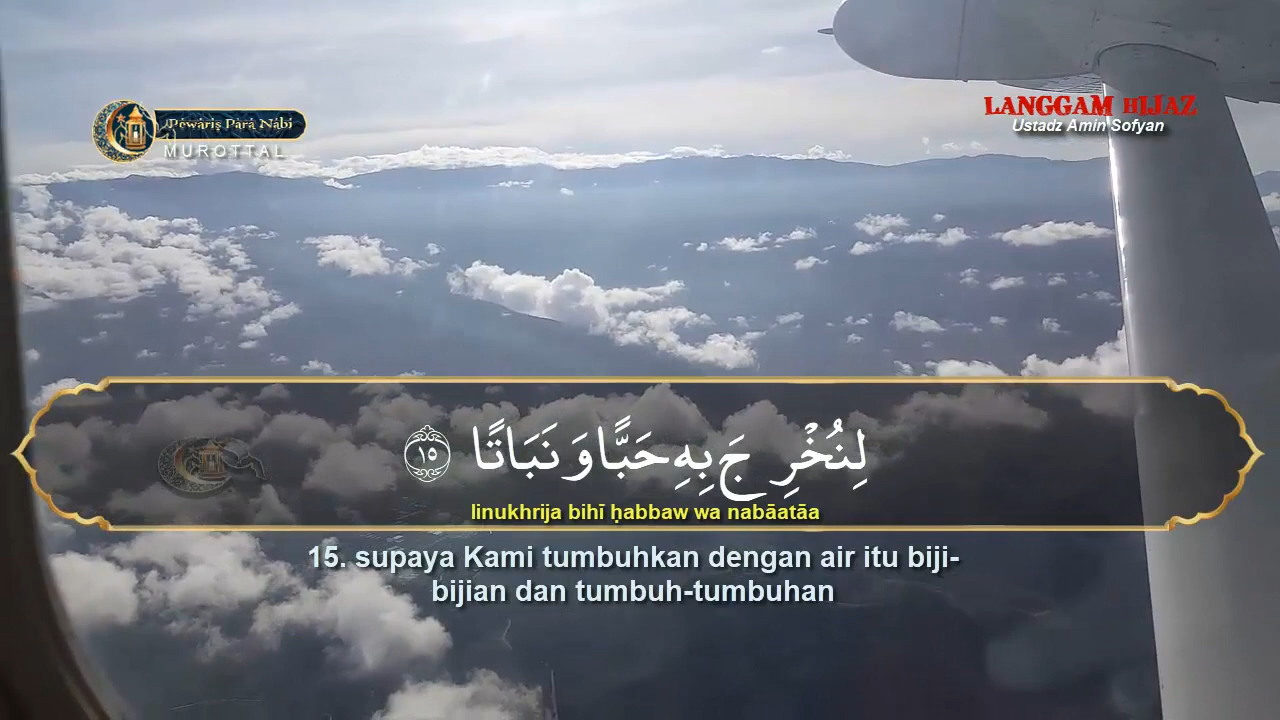 Pewaris Para Nabi
MUROTTAL
LANGGAM HIJAZ
Ustadz Amin Sofyan
لِنُخْرِجَ بِهِ حَبًّا وَنَبَاتًا ۝١٥
linukhrija bihī ḥabbaw wa nabāatāa
15. supaya Kami tumbuhkan dengan air itu biji-
bijian dan tumbuh-tumbuhan